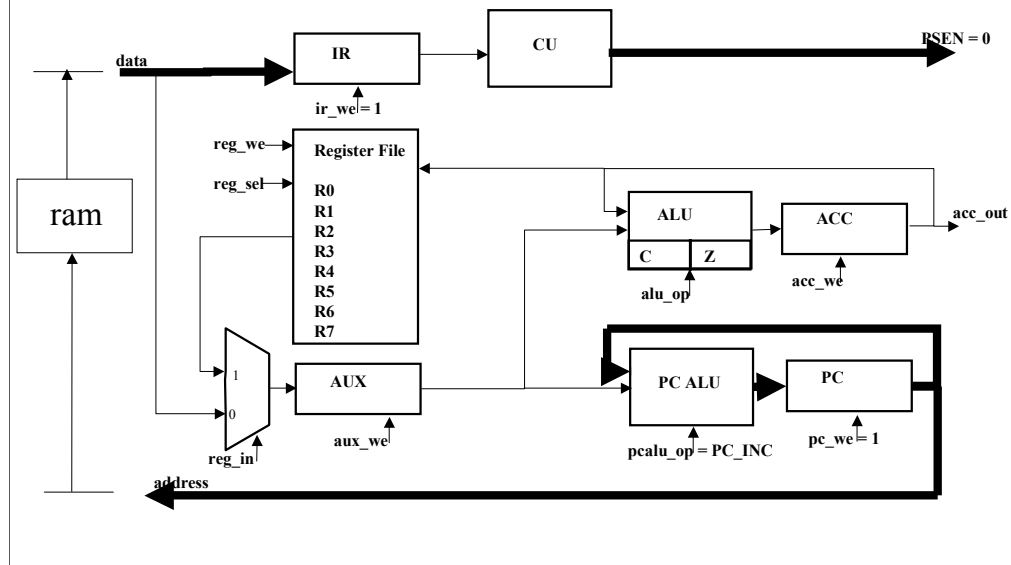 PSEN = 0
data
IR
CU
ir_we = 1
reg_we
Register File
reg_sel
R0
R1
R2
R3
R4
R5
R6
R7
ram
ALU
ACC
acc_out
C
Z
alu_op
acc_we
1
0
AUX
PC ALU
PC
aux_we
reg_in
pcalu_op = PC_INC
pc_we = 1
address